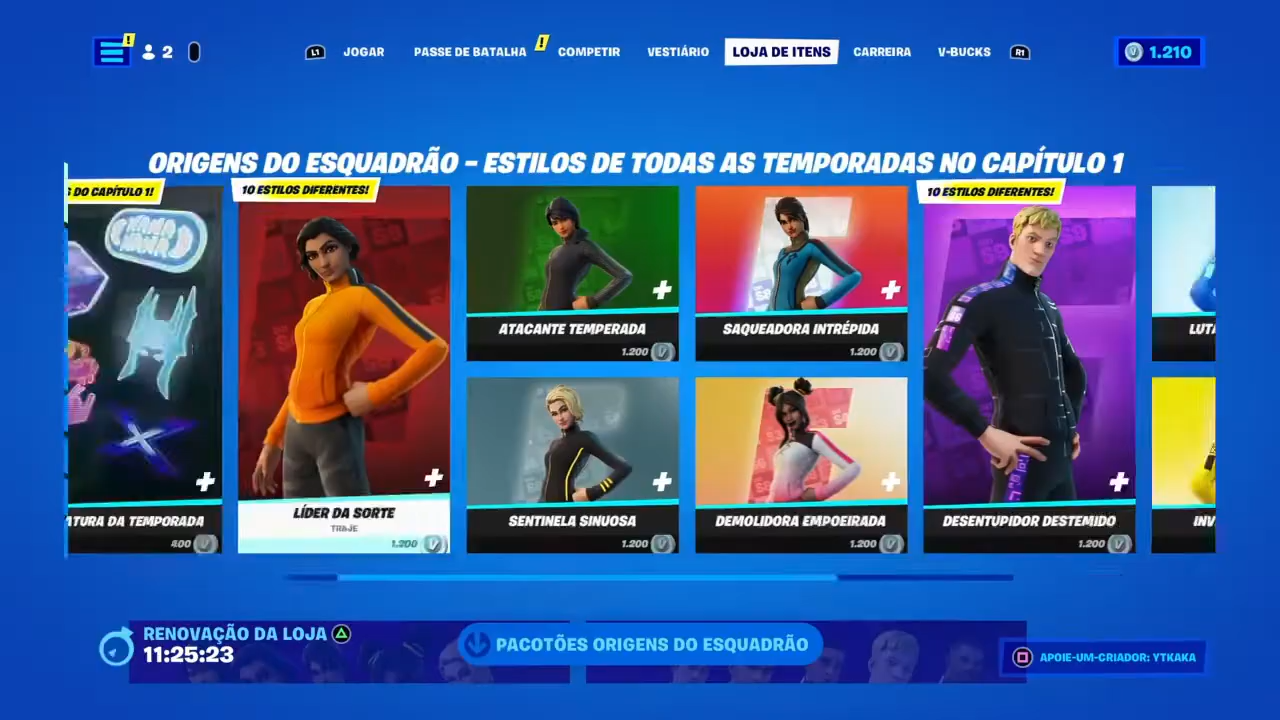 2
L1
JOGAR
PASSE DE BATALHA
COMPETIR
VESTIÁRIO
LOJA DE ITENS
CARREIRA
V-BUCKS
R1
1.210
ORIGENS DO ESQUADRÃO - ESTILOS DE TODAS AS TEMPORADAS NO CAPÍTULO 1
DO CAPÍTULO 1!
10 ESTILOS DIFERENTES!
10 ESTILOS DIFERENTES!
ATURA DA TEMPORADA
400
LÍDER DA SORTE
TRAJE
1.200
ATACANTE TEMPERADA
1.200
SAQUEADORA INTRÉPIDA
1.200
SENTINELA SINUOSA
1.200
DEMOLIDORA EMPOEIRADA
1.200
DESENTUPIDOR DESTEMIDO
1.200
LUT
INV
RENOVAÇÃO DA LOJA
11:25:23
PACOTÕES ORIGENS DO ESQUADRÃO
APOIE-UM-CRIADOR: YTKAKA